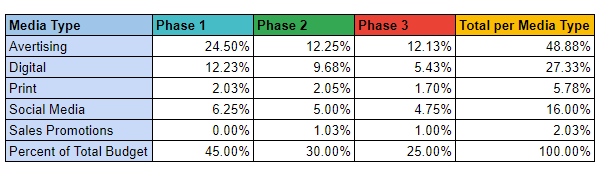 Media Type Phase 1 Phase 2 Phase 3 Total per Media Type
Avertising 24.50% 12.25% 12.13% 48.88%
Digital 12.23% 9.68% 5.43% 27.33%
Print 2.03% 2.05% 1.70% 5.78%
Social Media 6.25% 5.00% 4.75% 16.00%
Sales Promotions 0.00% 1.03% 1.00% 2.03%
Percent of Total Budget 45.00% 30.00% 25.00% 100.00%